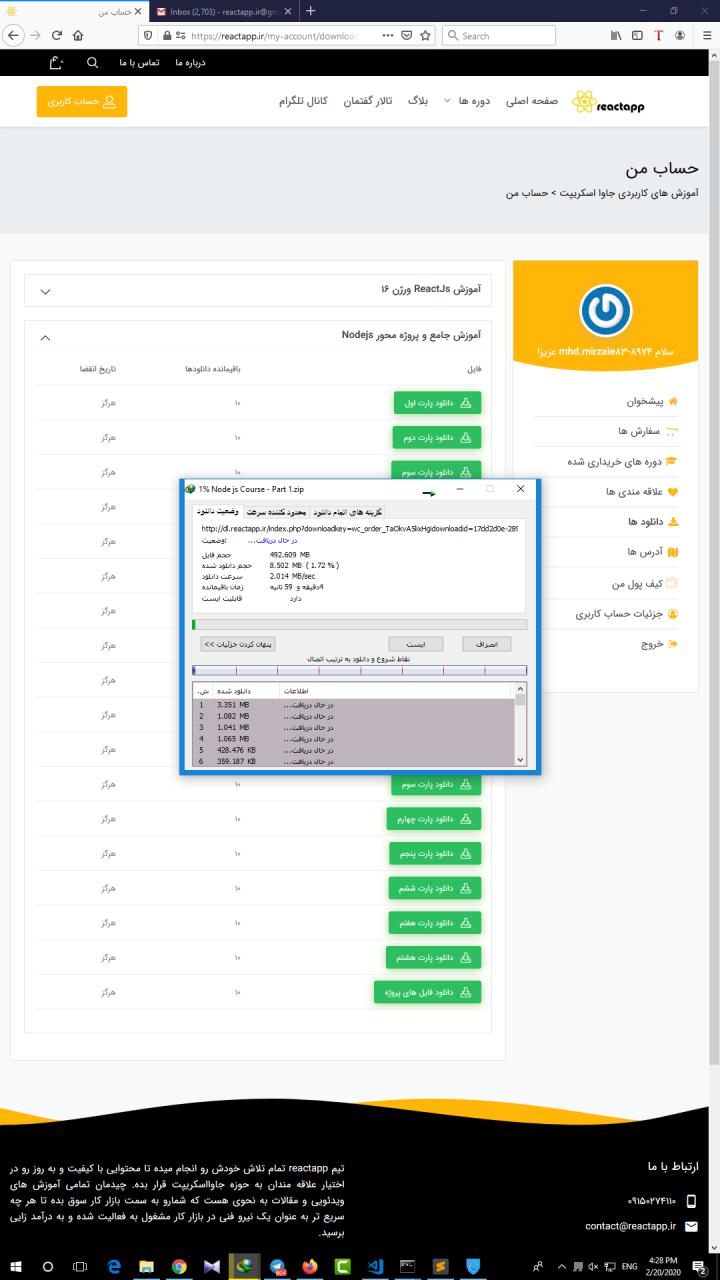 حساب من
Inbox (2,703) - reactapp.ir@gm
https://reactapp.ir/my-account/downloa
Search
درباره ما
تماس با ما
reactapp
صفحه اصلی
دوره ها
بلاگ
تالار گفتمان
کانال تلگرام
حساب کاربری
حساب من
آموزش های کاربردی جاوا اسکریپت > حساب من
سلام mhd.mirzaie۸۳-۸۹۷۴ عزیز!
پیشخوان
سفارش ها
دوره های خریداری شده
علاقه مندی ها
دانلود ها
آدرس ها
کیف پول من
جزئیات حساب کاربری
خروج
آموزش ReactJs ورژن ۱۶
آموزش جامع و پروژه محور Nodejs
فایل
باقیمانده دانلودها
تاریخ انقضا
دانلود پارت اول
۱۰
هرگز
دانلود پارت دوم
۱۰
هرگز
دانلود پارت سوم
۱۰
هرگز
هرگز
هرگز
هرگز
هرگز
هرگز
هرگز
هرگز
هرگز
1% Node js Course - Part 1.zip
وضعیت دانلود
محدود کننده سرعت
گزینه های اتمام دانلود
http://dl.reactapp.ir/index.php?downloadkey=wc_order_TaOkvA5lixHgidownloadid=17dd2d0e-289
وضعیت:
در حال دریافت...
حجم فایل
492.609 MB
حجم دانلود شده
8.502 MB ( 1.72 % )
سرعت دانلود
2.014 MB/sec
زمان باقیمانده
4دقیقه و 59 ثانیه
قابلیت ایست
دارد
پنهان کردن جزئیات >>
ایست
انصراف
نقاط شروع و دانلود به ترتیب اتصال
ش.
دانلود شده
اطلاعات
1 3.351 MB در حال دریافت...
2 1.082 MB در حال دریافت...
3 1.041 MB در حال دریافت...
4 1.065 MB در حال دریافت...
5 428.476 KB در حال دریافت...
6 359.187 KB در حال دریافت...
دانلود پارت سوم
۱۰
هرگز
دانلود پارت چهارم
۱۰
هرگز
دانلود پارت پنجم
۱۰
هرگز
دانلود پارت ششم
۱۰
هرگز
دانلود پارت هفتم
۱۰
هرگز
دانلود پارت هشتم
۱۰
هرگز
دانلود فایل های پروژه
۱۰
هرگز
ارتباط با ما
۰۹۱۵۰۲۷۴۱۱۰
contact@reactapp.ir
تیم reactapp تمام تلاش خودش رو انجام میده تا محتوایی با کیفیت و به روز رو در
اختیار علاقه مندان به حوزه جاوااسکریپت قرار بده. چیدمان تمامی آموزش های
ویدئویی و مقالات به نحوی هست که شمارو به سمت بازار کار سوق بده تا هر چه
سریع تر به عنوان یک نیرو فنی در بازار کار مشغول به فعالیت شده و به درآمد زایی
برسید.
ENG
4:28 PM
2/20/2020
2